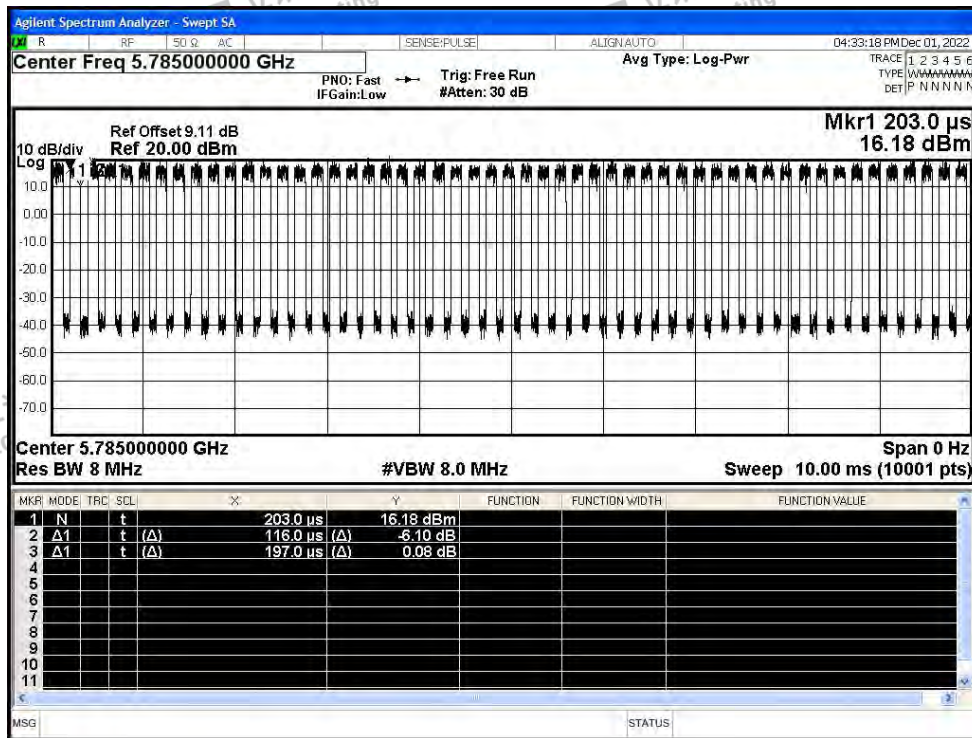 Agilent Spectrum Analyzer - Swept SA
LXI R RF 50 Ω AC SENSE:PULSE ALIGN AUTO 04:33:18 PM Dec 01, 2022
Center Freq 5.785000000 GHz
PNO: Fast
IFGain:Low
Trig: Free Run
#Atten: 30 dB
Avg Type: Log-Pwr
TRACE 1 2 3 4 5 6
TYPE WWWWWW
DET P N N N N N
Mkr1 203.0 µs
16.18 dBm
Ref Offset 9.11 dB
10 dB/div Ref 20.00 dBm
Log
1
10.0
0.00
-10.0
-20.0
-30.0
-40.0
-50.0
-60.0
-70.0
Center 5.785000000 GHz Span 0 Hz
Res BW 8 MHz #VBW 8.0 MHz Sweep 10.00 ms (10001 pts)
MKR MODE TRC SCL X Y FUNCTION FUNCTION WIDTH FUNCTION VALUE
1 N t 203.0 µs 16.18 dBm
2 Δ1 t (Δ) 116.0 µs (Δ) -6.10 dB
3 Δ1 t (Δ) 197.0 µs (Δ) 0.08 dB
4
5
6
7
8
9
10
11
MSG STATUS